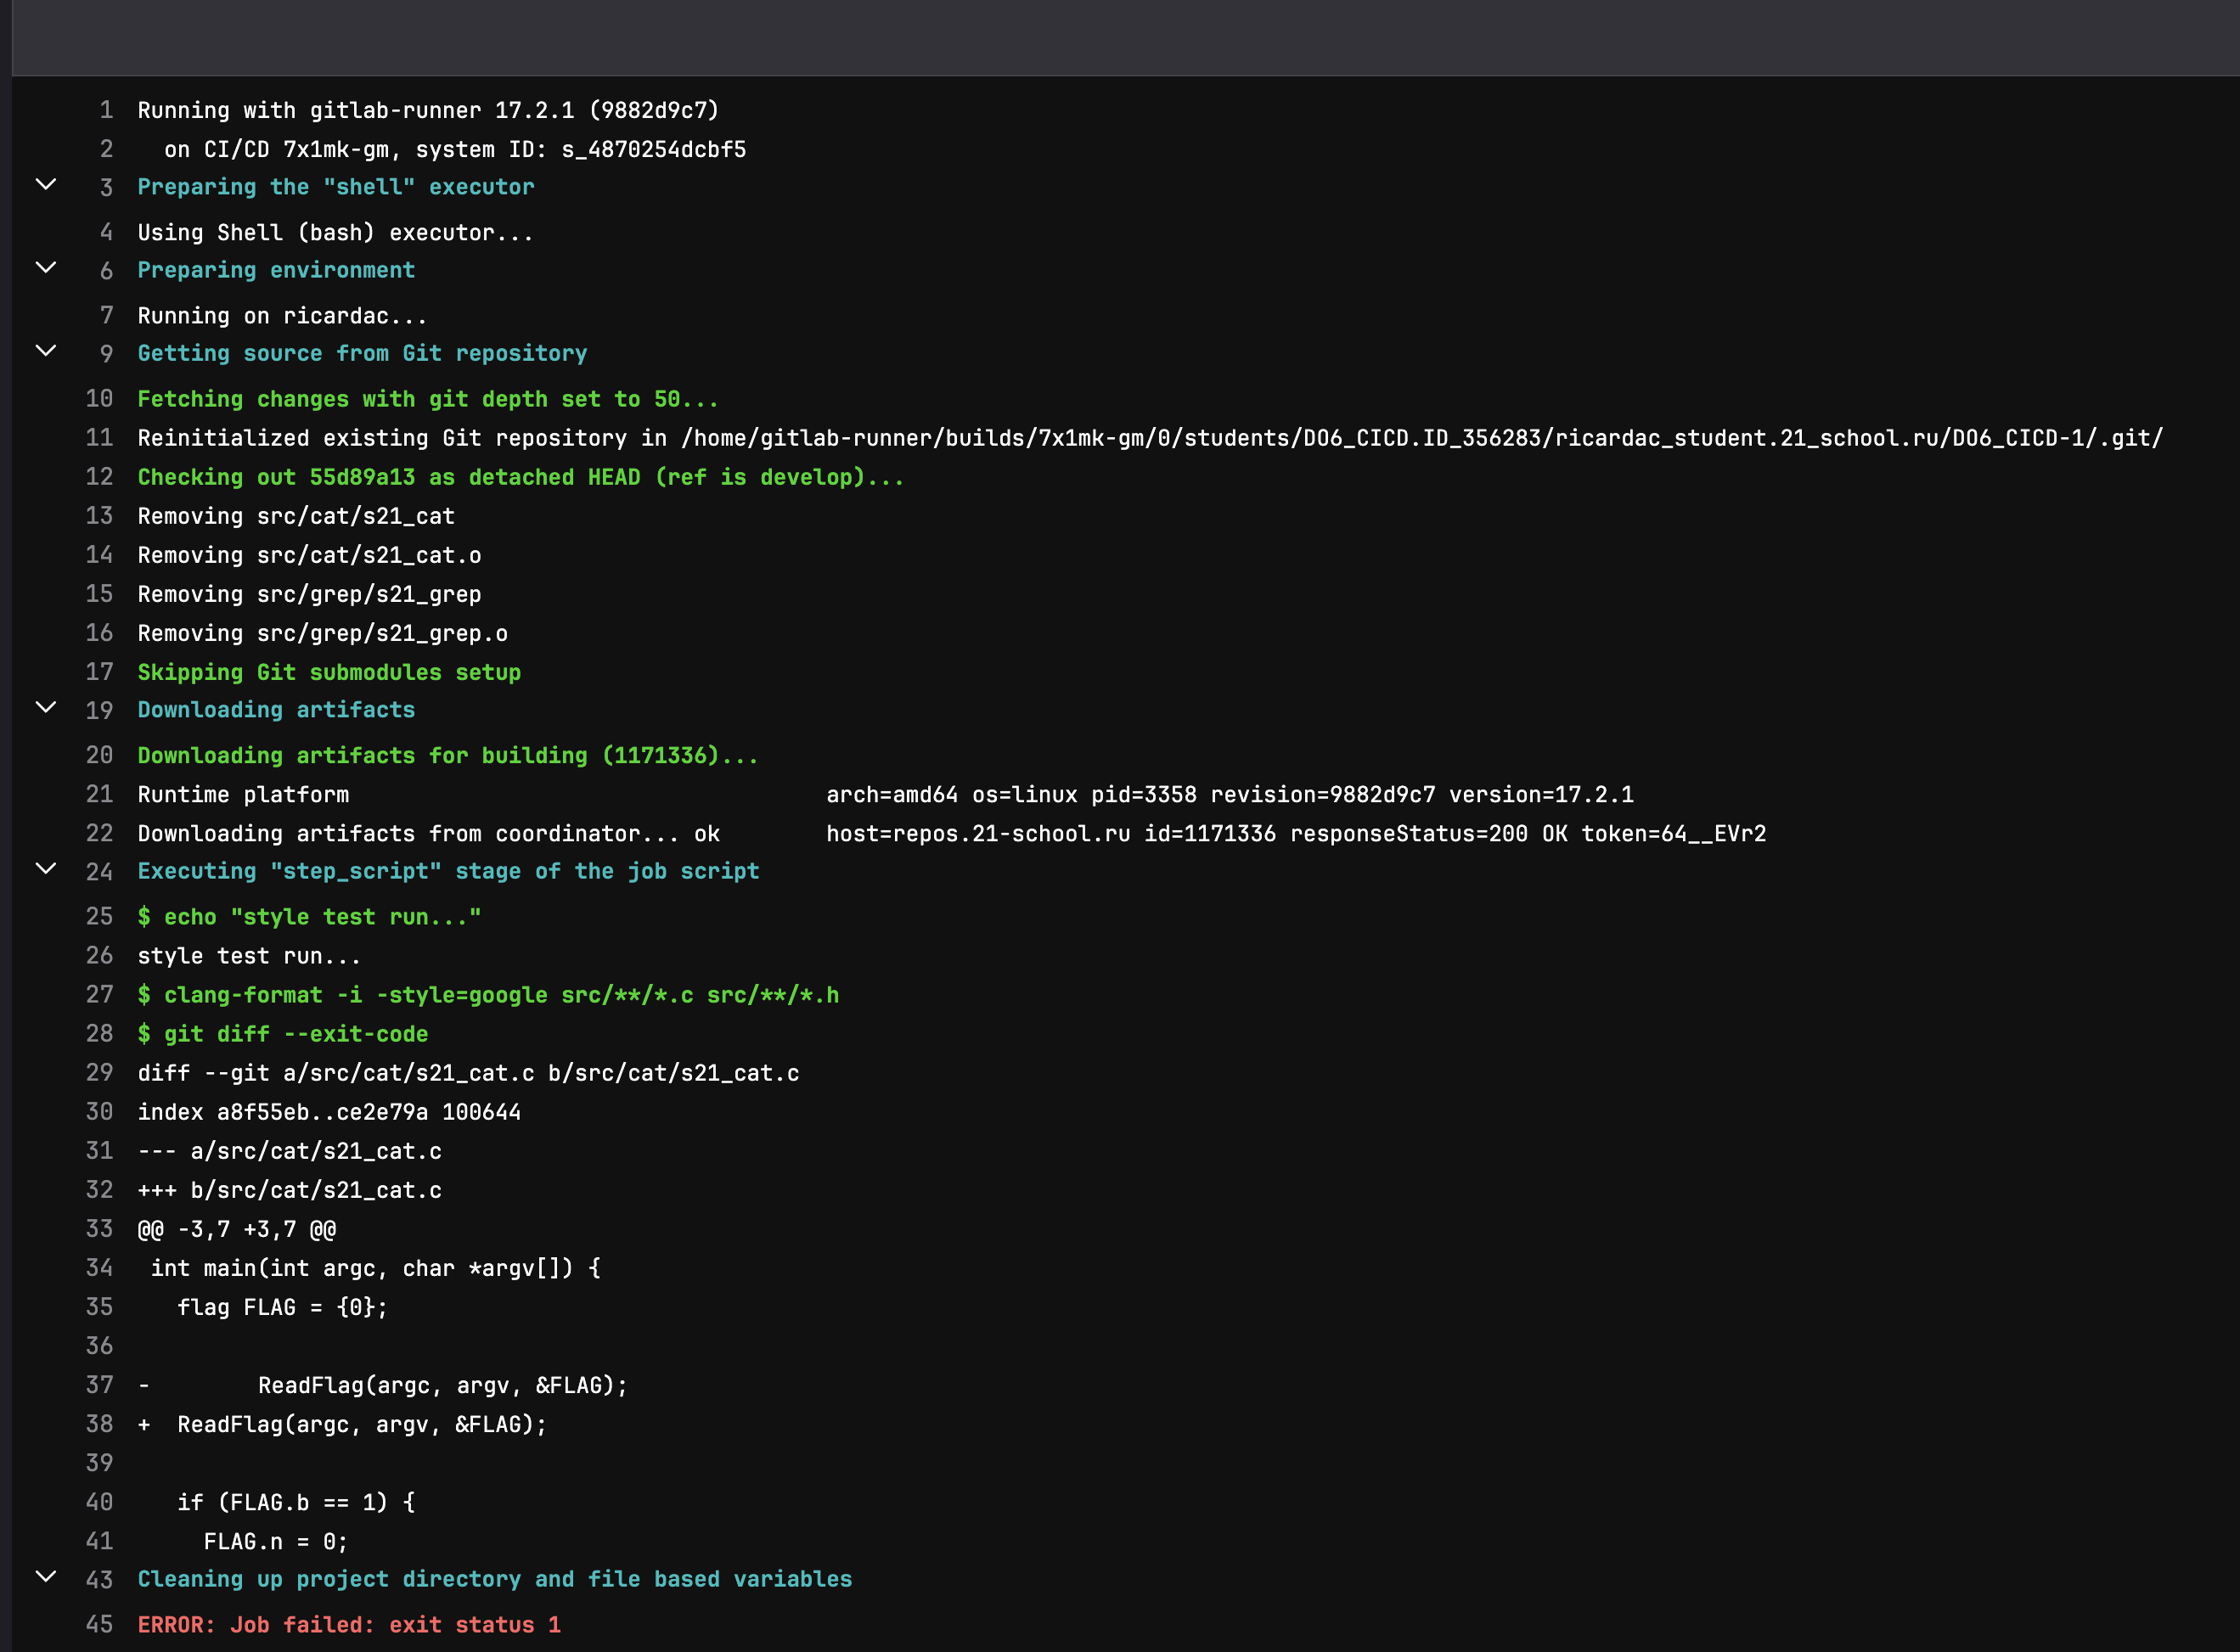 1 Running with gitlab-runner 17.2.1 (9882d9c7)
2   on CI/CD 7x1mk-gm, system ID: s_4870254dcbf5
3 Preparing the "shell" executor
4 Using Shell (bash) executor...
6 Preparing environment
7 Running on ricardac...
9 Getting source from Git repository
10 Fetching changes with git depth set to 50...
11 Reinitialized existing Git repository in /home/gitlab-runner/builds/7x1mk-gm/0/students/DO6_CICD.ID_356283/ricardac_student.21_school.ru/DO6_CICD-1/.git/
12 Checking out 55d89a13 as detached HEAD (ref is develop)...
13 Removing src/cat/s21_cat
14 Removing src/cat/s21_cat.o
15 Removing src/grep/s21_grep
16 Removing src/grep/s21_grep.o
17 Skipping Git submodules setup
19 Downloading artifacts
20 Downloading artifacts for building (1171336)...
21 Runtime platform                                    arch=amd64 os=linux pid=3358 revision=9882d9c7 version=17.2.1
22 Downloading artifacts from coordinator... ok        host=repos.21-school.ru id=1171336 responseStatus=200 OK token=64__EVr2
24 Executing "step_script" stage of the job script
25 $ echo "style test run..."
26 style test run...
27 $ clang-format -i -style=google src/**/*.c src/**/*.h
28 $ git diff --exit-code
29 diff --git a/src/cat/s21_cat.c b/src/cat/s21_cat.c
30 index a8f55eb..ce2e79a 100644
31 --- a/src/cat/s21_cat.c
32 +++ b/src/cat/s21_cat.c
33 @@ -3,7 +3,7 @@
34  int main(int argc, char *argv[]) {
35    flag FLAG = {0};
36
37 -        ReadFlag(argc, argv, &FLAG);
38 +  ReadFlag(argc, argv, &FLAG);
39
40    if (FLAG.b == 1) {
41      FLAG.n = 0;
43 Cleaning up project directory and file based variables
45 ERROR: Job failed: exit status 1